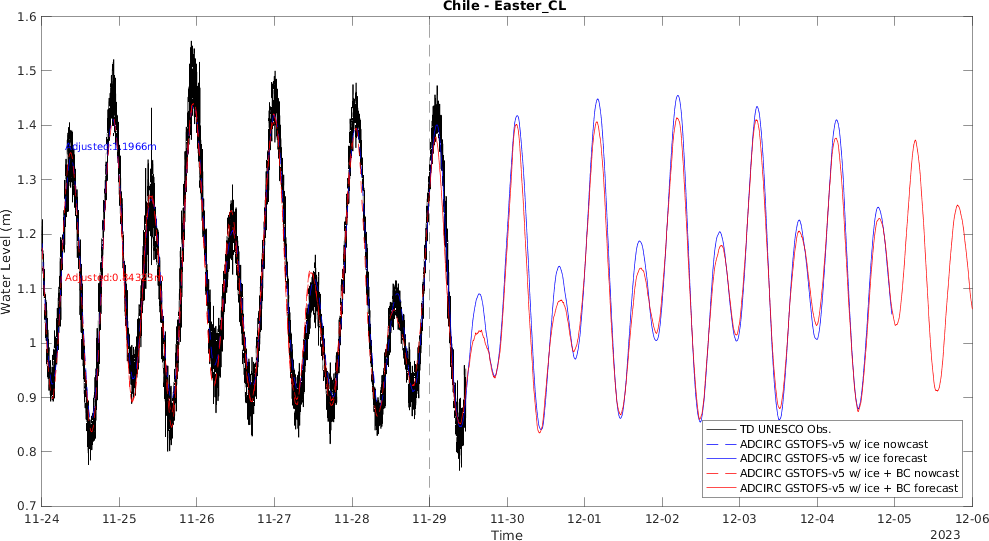 Chile - Easter_CL
1.6
1.5
1.4
1.3
1.2
1.1
1
0.9
0.8
0.7
Water Level (m)
Adjusted:1.1966m
11-24
11-25
11-26
11-27
11-28
11-29
11-30
12-01
12-02
12-03
12-04
12-05
12-06
Time
2023
TD UNESCO Obs.
ADCIRC GSTOFS-v5 w/ ice nowcast
ADCIRC GSTOFS-v5 w/ ice forecast
ADCIRC GSTOFS-v5 w/ ice + BC nowcast
ADCIRC GSTOFS-v5 w/ ice + BC forecast